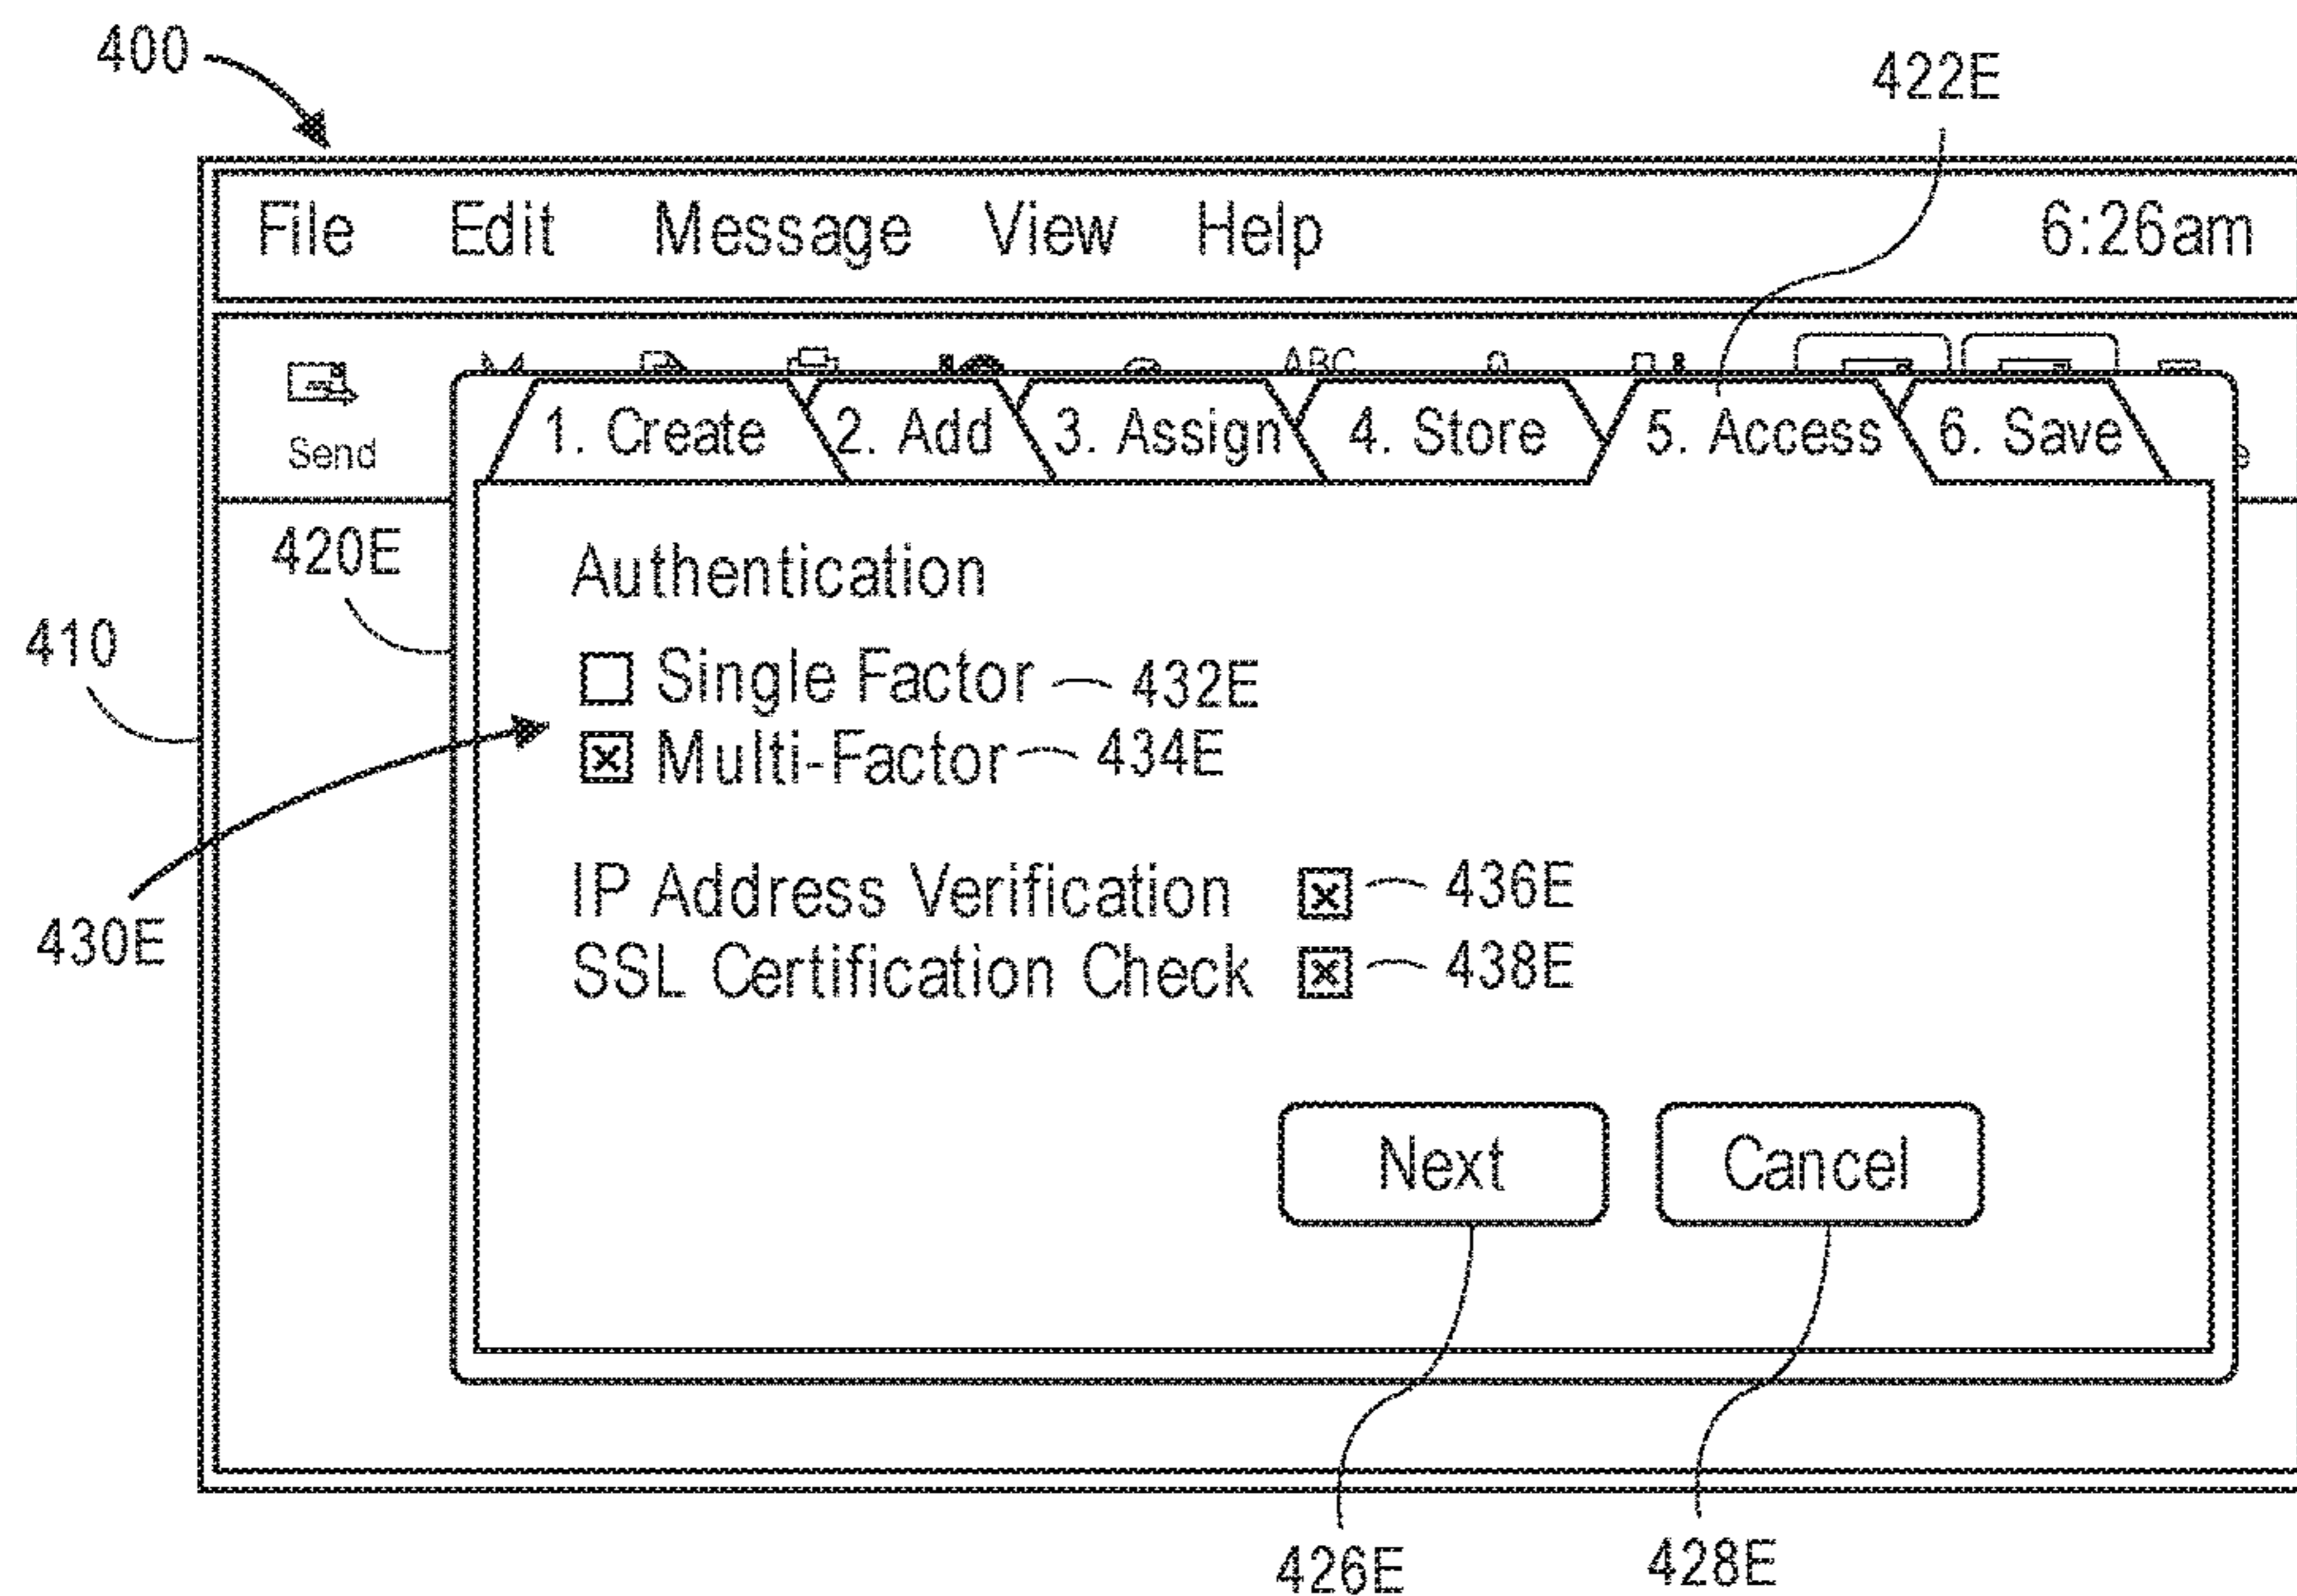 400
422E
File Edit Message View Help 6:26am
ABC
Send
1. Create 2. Add 3. Assign 4. Store 5. Access 6. Save
420E
Authentication
410
Single Factor 432E
Multi-Factor 434E
IP Address Verification 436E
430E
SSL Certification Check 438E
Next Cancel
426E 428E